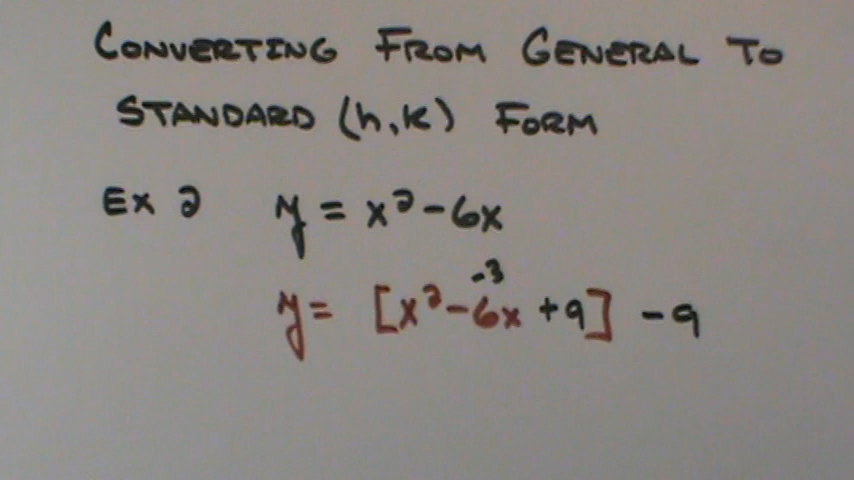 CONVERTING FROM GENERAL TO
STANDARD (h,k) FORM
Ex 2 y = x² - 6x
-3
y = [x² - 6x + 9] - 9